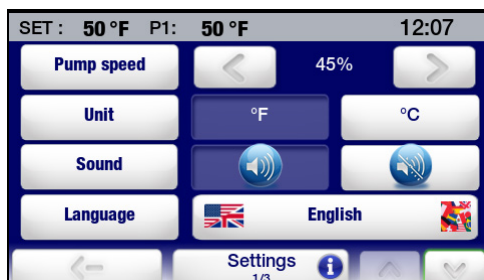 SET : 50 °F P1: 50 °F 12:07
Pump speed 45%
Unit °F °C
Sound
Language English
Settings
1/3